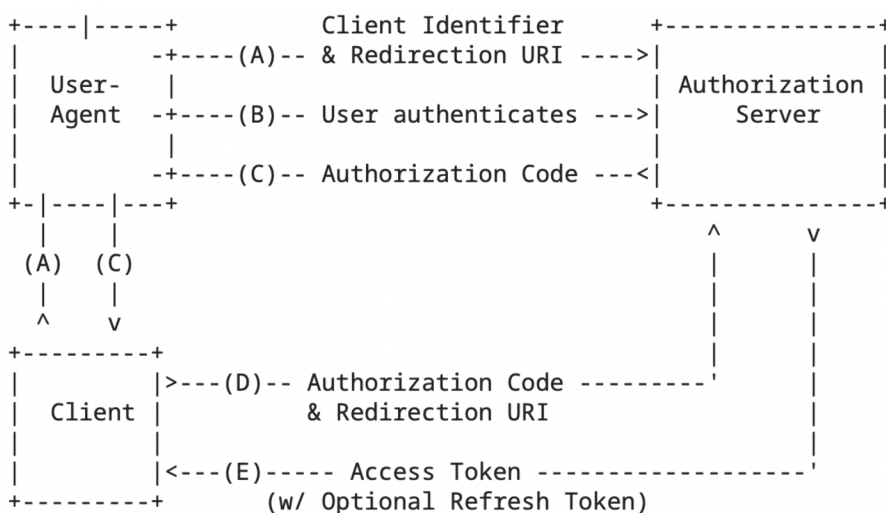 +----|-----+          Client Identifier      +---------------+
|         -+----(A)-- & Redirection URI ---->|               |
|  User-   |                                 | Authorization |
|  Agent  -+----(B)-- User authenticates --->|     Server    |
|          |                                 |               |
|         -+----(C)-- Authorization Code ---<|               |
+-|----|---+                                 +---------------+
  |    |                                         ^      v
 (A)  (C)                                        |      |
  |    |                                         |      |
  ^    v                                         |      |
+---------+                                      |      |
|         |>---(D)-- Authorization Code ---------'      |
|  Client |          & Redirection URI                  |
|         |                                             |
|         |<---(E)----- Access Token -------------------'
+---------+       (w/ Optional Refresh Token)